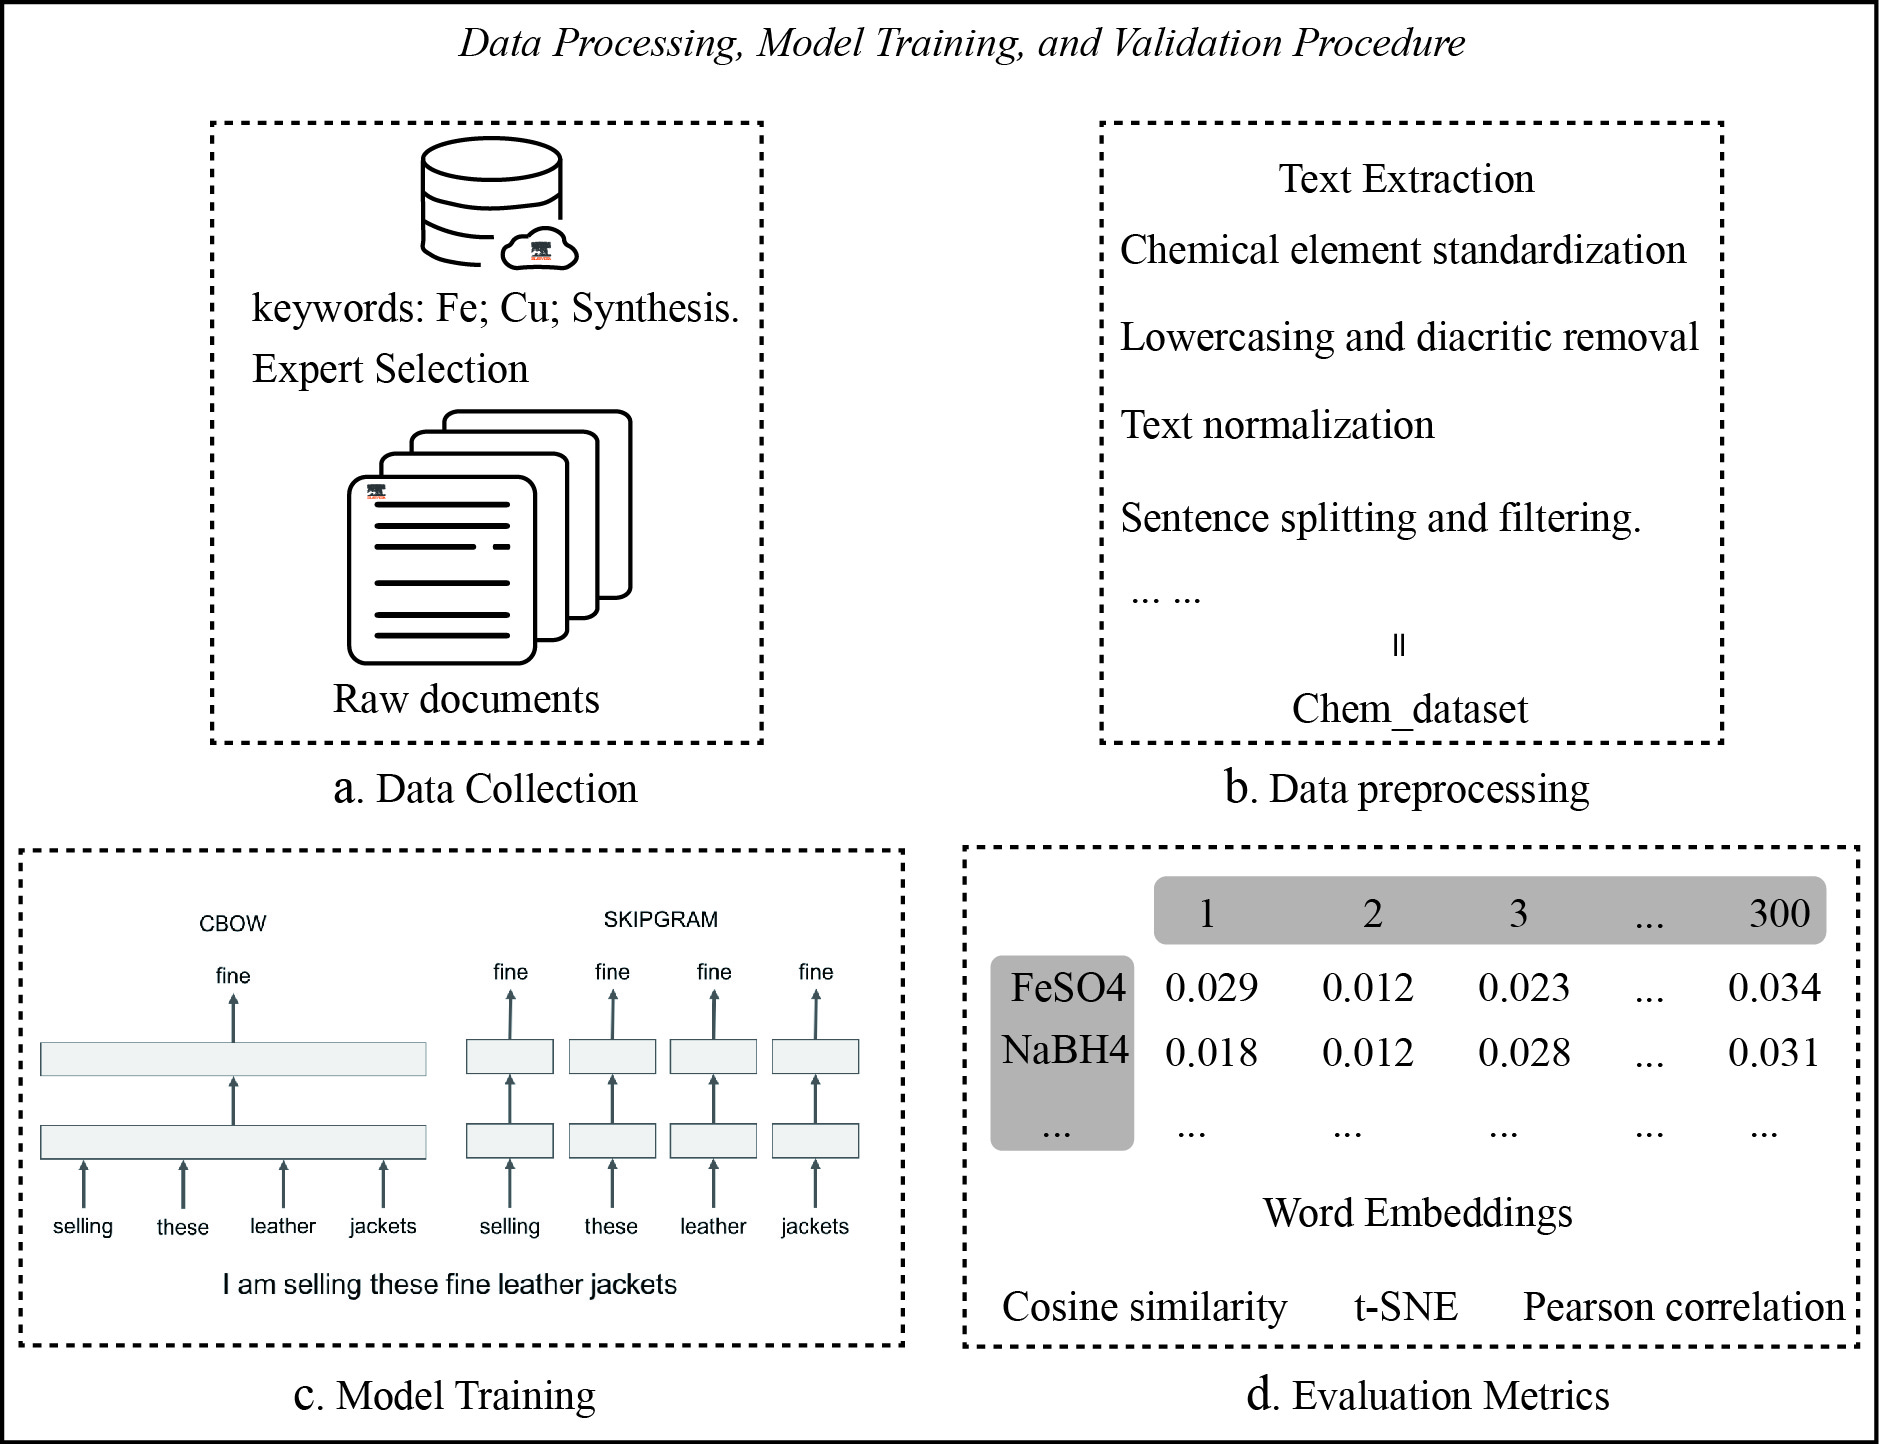 Data Processing, Model Training, and Validation Procedure
keywords: Fe; Cu; Synthesis.
Expert Selection
Raw documents
a. Data Collection
Text Extraction
Chemical element standardization
Lowercasing and diacritic removal
Text normalization
Sentence splitting and filtering.
... ...
=
Chem_dataset
b. Data preprocessing
CBOW
fine
selling these leather jackets
SKIPGRAM
fine fine fine fine
selling these leather jackets
I am selling these fine leather jackets
c. Model Training
1 2 3 ... 300
FeSO4 0.029 0.012 0.023 ... 0.034
NaBH4 0.018 0.012 0.028 ... 0.031
... ... ... ... ... ...
Word Embeddings
Cosine similarity t-SNE Pearson correlation
d. Evaluation Metrics